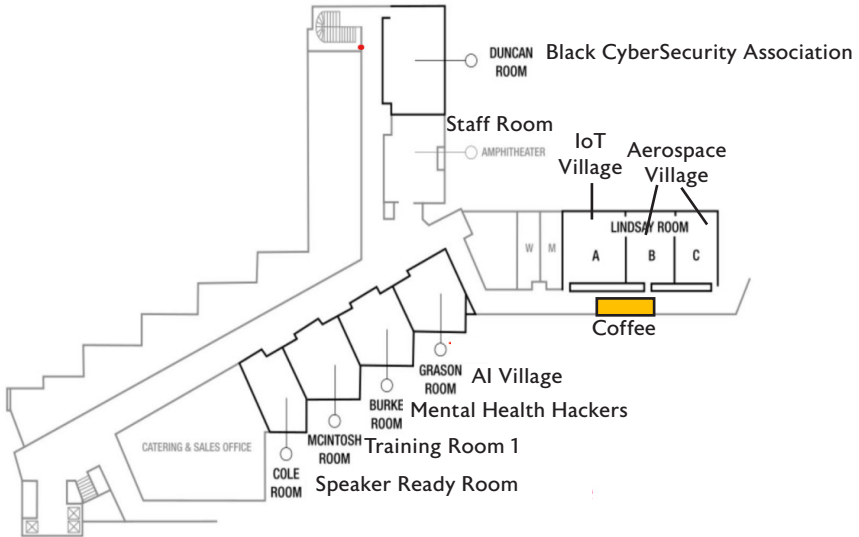 DUNCAN
ROOM
Black CyberSecurity Association
Staff Room
AMPHITHEATER
IoT
Village
Aerospace
Village
LINDSAY ROOM
W
M
A
B
C
Coffee
GRASON
ROOM
AI Village
BURKE
ROOM
Mental Health Hackers
MCINTOSH
ROOM
Training Room 1
CATERING & SALES OFFICE
COLE
ROOM
Speaker Ready Room